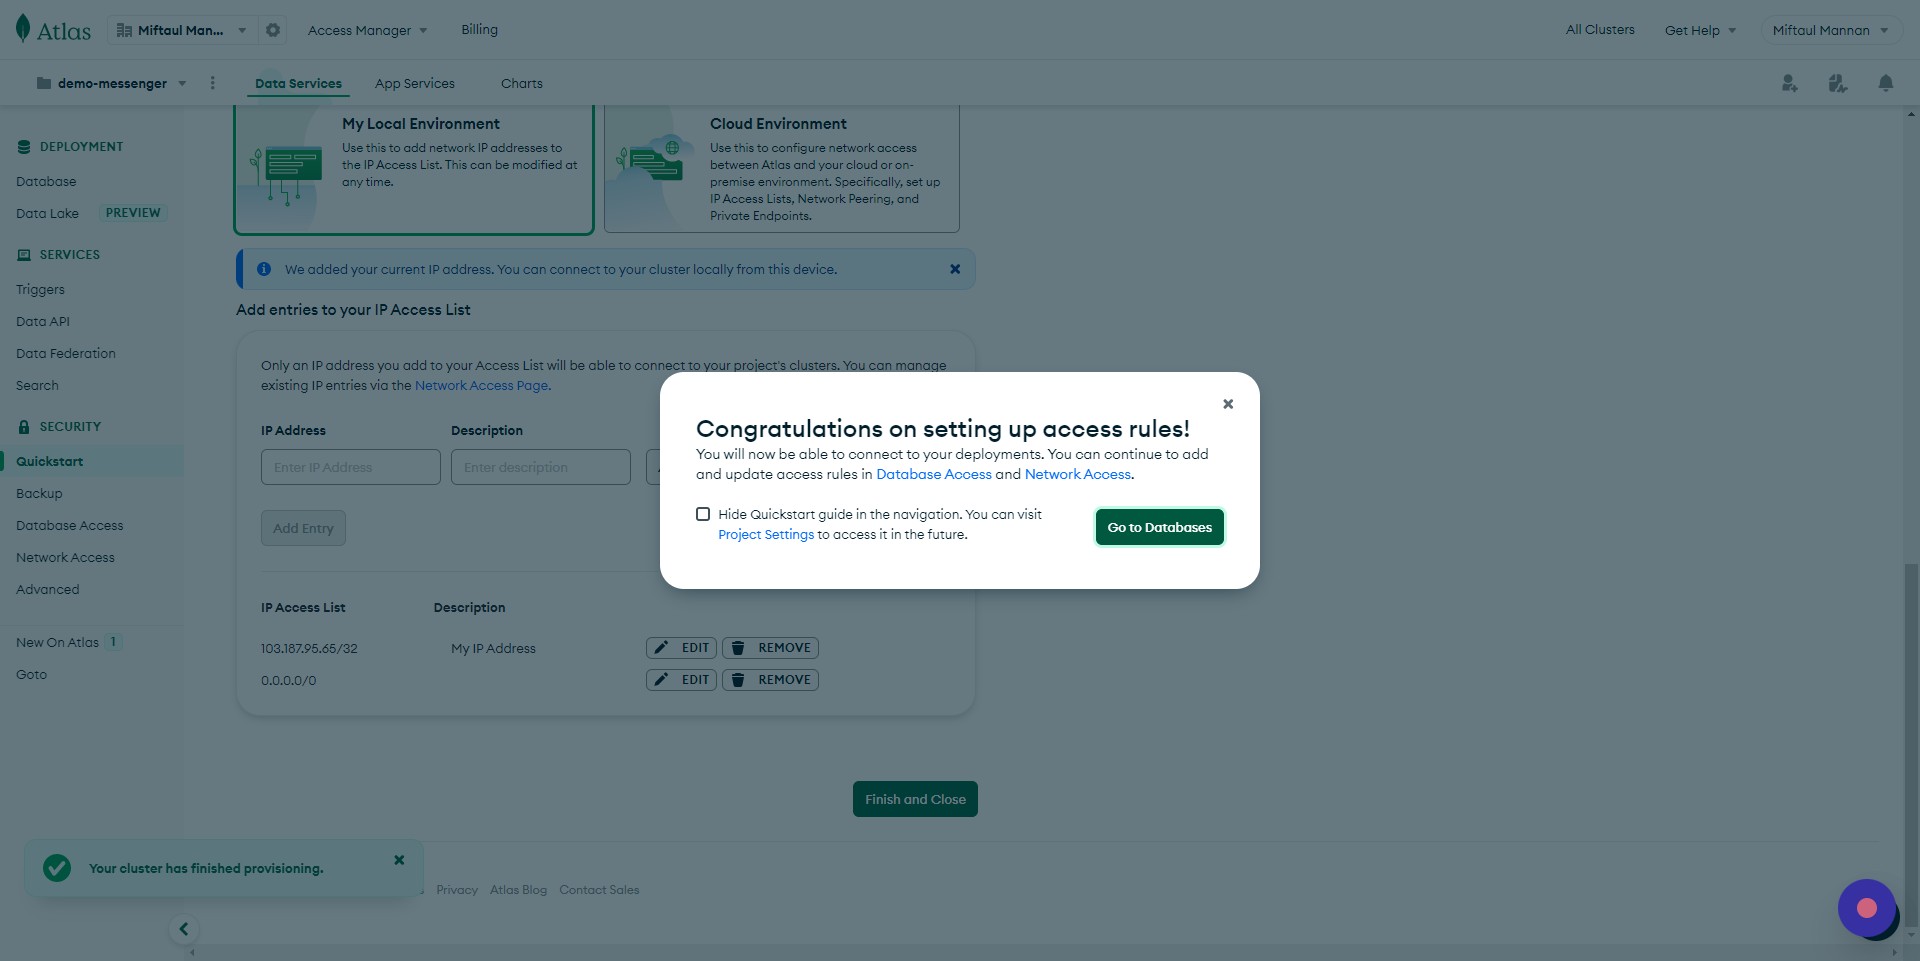 Atlas
Miftaul Mann...
Access Manager
Billing
All Clusters
Get Help
Miftaul Mannan
demo-messenger
Data Services
App Services
Charts
DEPLOYMENT
Database
Data Lake PREVIEW
SERVICES
Triggers
Data API
Data Federation
Search
SECURITY
Quickstart
Backup
Database Access
Network Access
Advanced
New On Atlas 1
Goto
My Local Environment
Use this to add network IP addresses to
the IP Access List. This can be modified at
any time.
Cloud Environment
Use this to configure network access
between Atlas and your cloud or on-
premise environment. Specifically, set up
IP Access Lists, Network Peering, and
Private Endpoints.
We added your current IP address. You can connect to your cluster locally from this device.
Add entries to your IP Access List
Only an IP address you add to your Access List will be able to connect to your project's clusters. You can manage
existing IP entries via the Network Access Page.
IP Address
Description
Enter IP Address
Enter description
Add Entry
IP Access List
Description
103.187.95.65/32
My IP Address
EDIT
REMOVE
0.0.0.0/0
EDIT
REMOVE
Congratulations on setting up access rules!
You will now be able to connect to your deployments. You can continue to add
and update access rules in Database Access and Network Access.
Hide Quickstart guide in the navigation. You can visit
Project Settings to access it in the future.
Go to Databases
Finish and Close
Your cluster has finished provisioning.
Privacy
Atlas Blog
Contact Sales